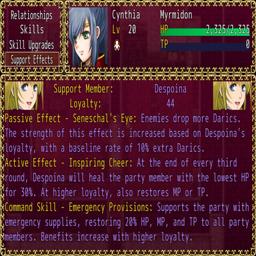 Relationships
Skills
Skill Upgrades
Support Effects
Cynthia Myrmidon
Lv 20 HP 2,325/2,325
TP 0
Support Member: Despoina
Loyalty: 44
Passive Effect - Seneschal's Eye: Enemies drop more Darics.
The strength of this effect is increased based on Despoina's
loyalty, with a baseline rate of 10% extra Darics.
Active Effect - Inspiring Cheer: At the end of every third
round, Despoina will heal the party member with the lowest HP
for 30%. At higher loyalty, also restores MP or TP.
Command Skill - Emergency Provisions: Supports the party with
emergency supplies, restoring 20% HP, MP, and TP to all party
members. Benefits increase with higher loyalty.